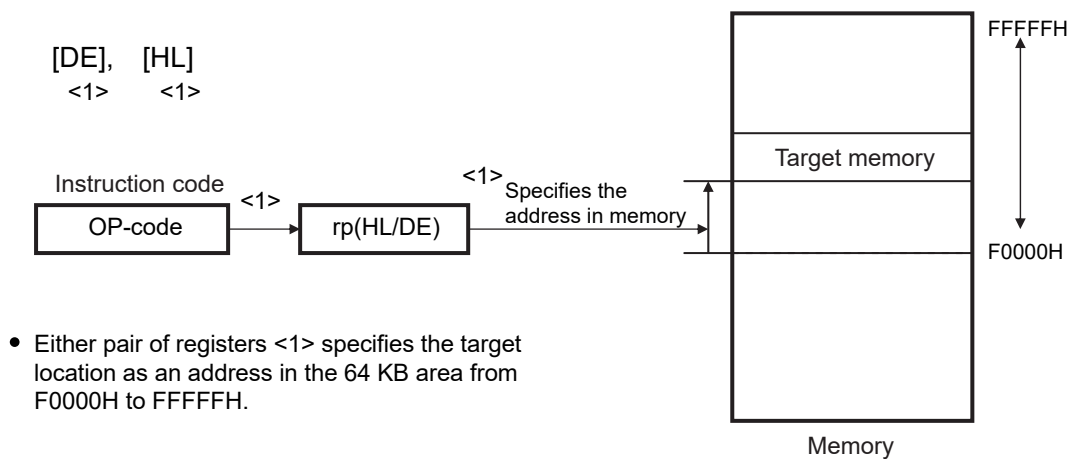 FFFFFH
[DE], [HL]
<1> <1>
Target memory
Instruction code
<1>
<1>
Specifies the
address in memory
OP-code
rp(HL/DE)
F0000H
• Either pair of registers <1> specifies the target
location as an address in the 64 KB area from
F0000H to FFFFFH.
Memory